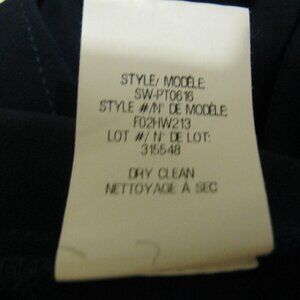 STYLE/ MODÈLE:
SW-PT0616
STYLE #/N° DE MODÈLE:
F02HW213
LOT #/ N° DE LOT:
315548
DRY CLEAN
NETTOYAGE À SEC